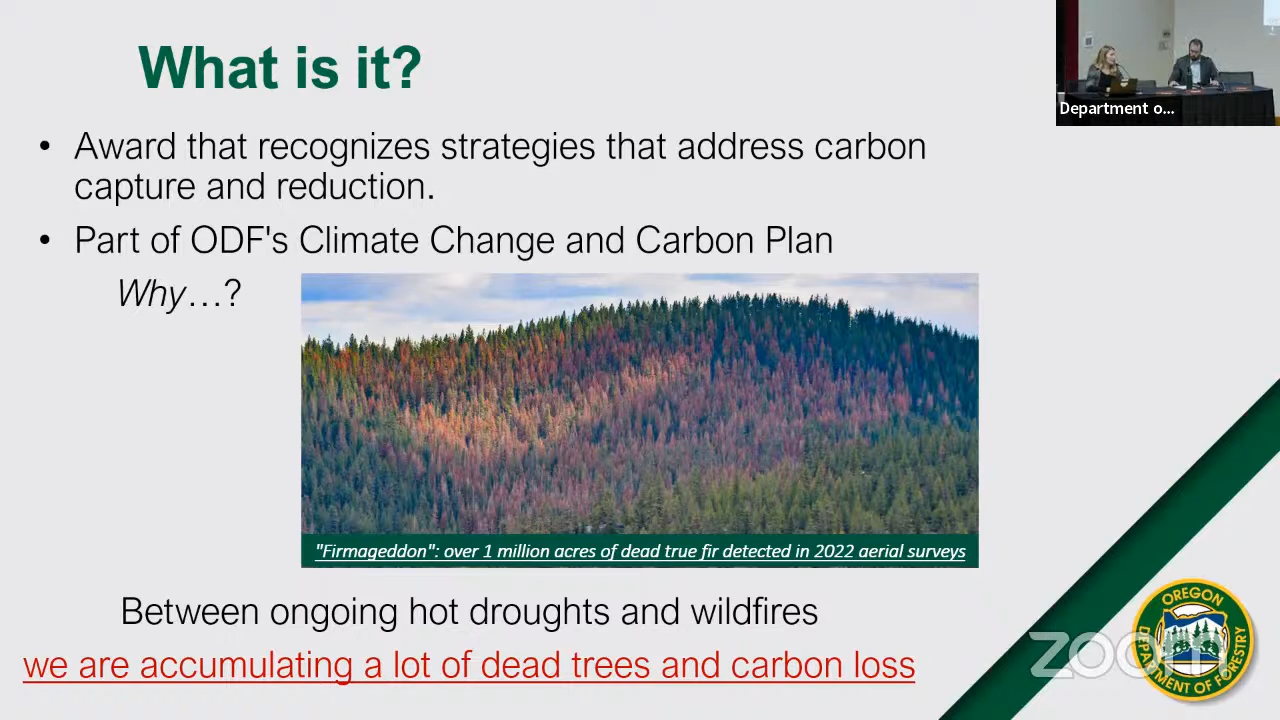 What is it?
Department o...
• Award that recognizes strategies that address carbon
capture and reduction.
• Part of ODF's Climate Change and Carbon Plan
Why...?
"Firmageddon": over 1 million acres of dead true fir detected in 2022 aerial surveys
Between ongoing hot droughts and wildfires
we are accumulating a lot of dead trees and carbon loss
OREGON
DEPARTMENT OF FORESTRY
zoom